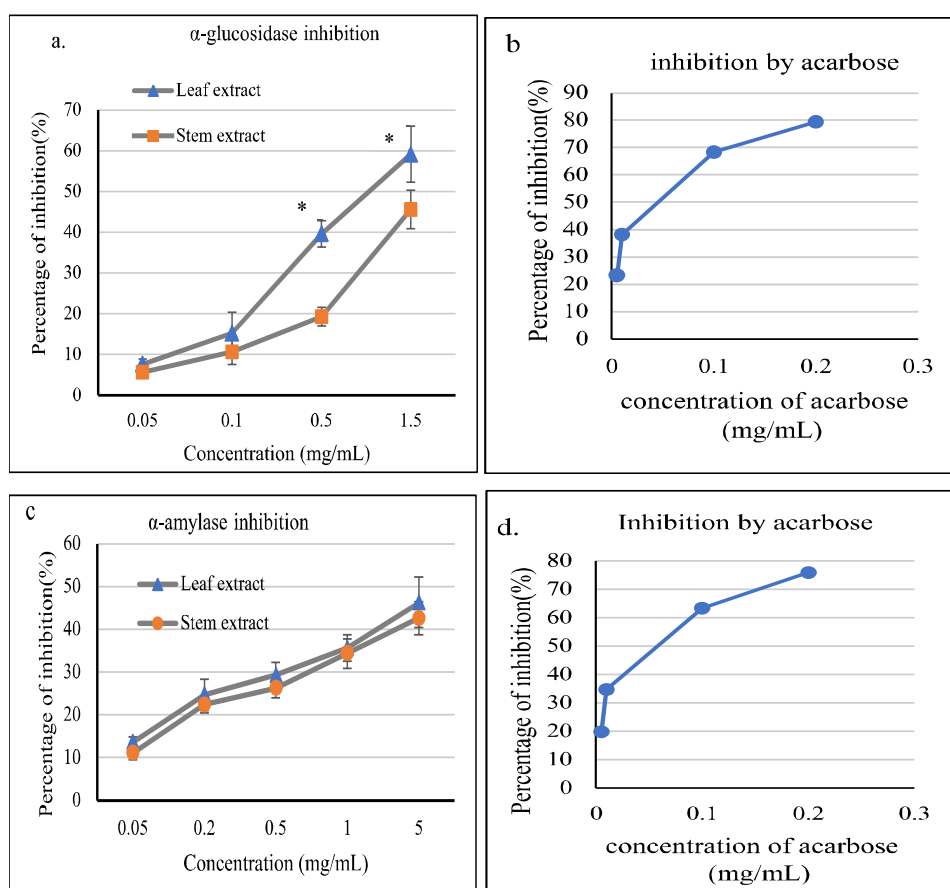 a.
α-glucosidase inhibition
Leaf extract
Stem extract
70
60
50
40
30
20
10
0
*
*
0.05 0.1 0.5 1.5
Percentage of inhibition(%)
Concentration (mg/mL)
b
inhibition by acarbose
90
80
70
60
50
40
30
20
10
0
0 0.1 0.2 0.3
Percentage of inhibition(%)
concentration of acarbose
(mg/mL)
c
α-amylase inhibition
Leaf extract
Stem extract
60
50
40
30
20
10
0
0.05 0.2 0.5 1 5
Percentage of inhibition(%)
Concentration (mg/mL)
d.
Inhibition by acarbose
80
70
60
50
40
30
20
10
0
0 0.1 0.2 0.3
Percentage of inhibition(%)
concentration of acarbose
(mg/mL)